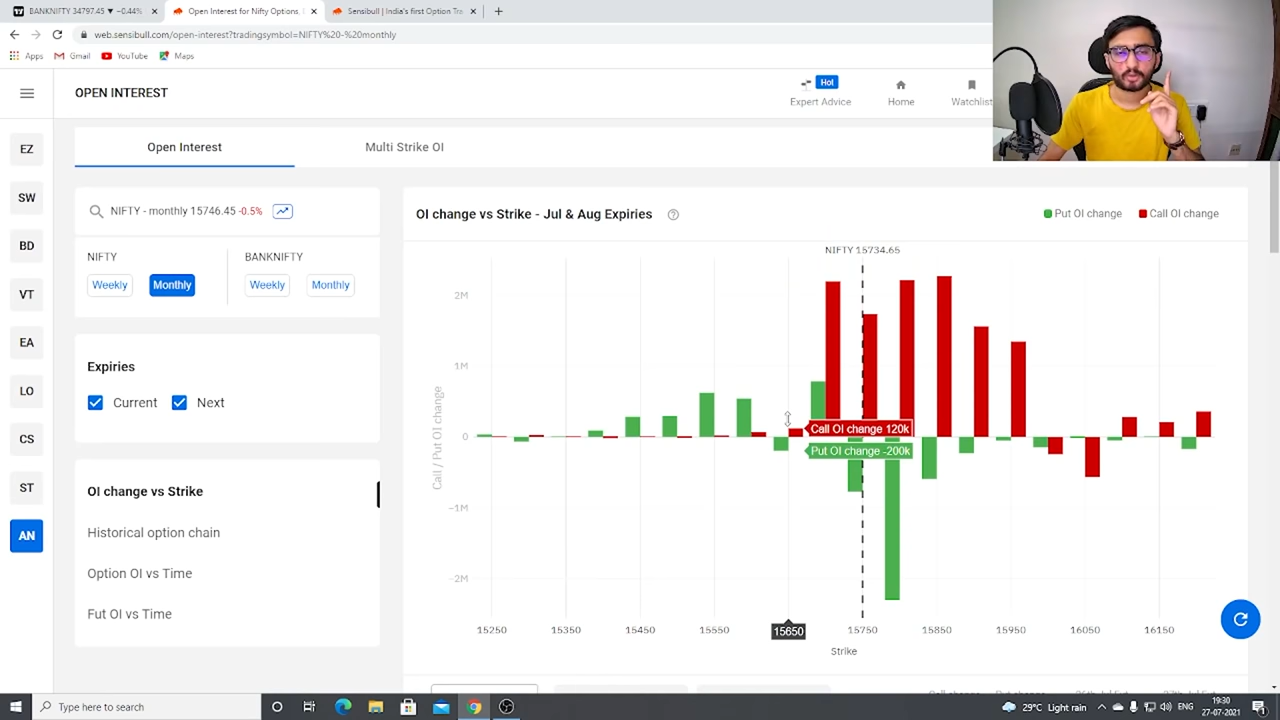 BANKNIFTY 34797.45 ▼ −0.44% ×
Open Interest for Nifty Options, ×
Sensibull | India's first Option Tra ×
web.sensibull.com/open-interest?tradingsymbol=NIFTY%20-%20monthly
Apps Gmail YouTube Maps
OPEN INTEREST
Hot
Expert Advice Home Watchlist
EZ
SW
BD
VT
EA
LO
CS
ST
AN
Open Interest Multi Strike OI
NIFTY - monthly 15746.45 -0.5%
NIFTY BANKNIFTY
Weekly Monthly Weekly Monthly
Expiries
Current Next
OI change vs Strike
Historical option chain
Option OI vs Time
Fut OI vs Time
OI change vs Strike - Jul & Aug Expiries
Put OI change Call OI change
NIFTY 15734.65
Call / Put OI change
2M
1M
0
-1M
-2M
Call OI change 120k
Put OI change -200k
15250 15350 15450 15550 15650 15750 15850 15950 16050 16150
Strike
Type here to search
29°C Light rain
ENG
19:30
27-07-2021